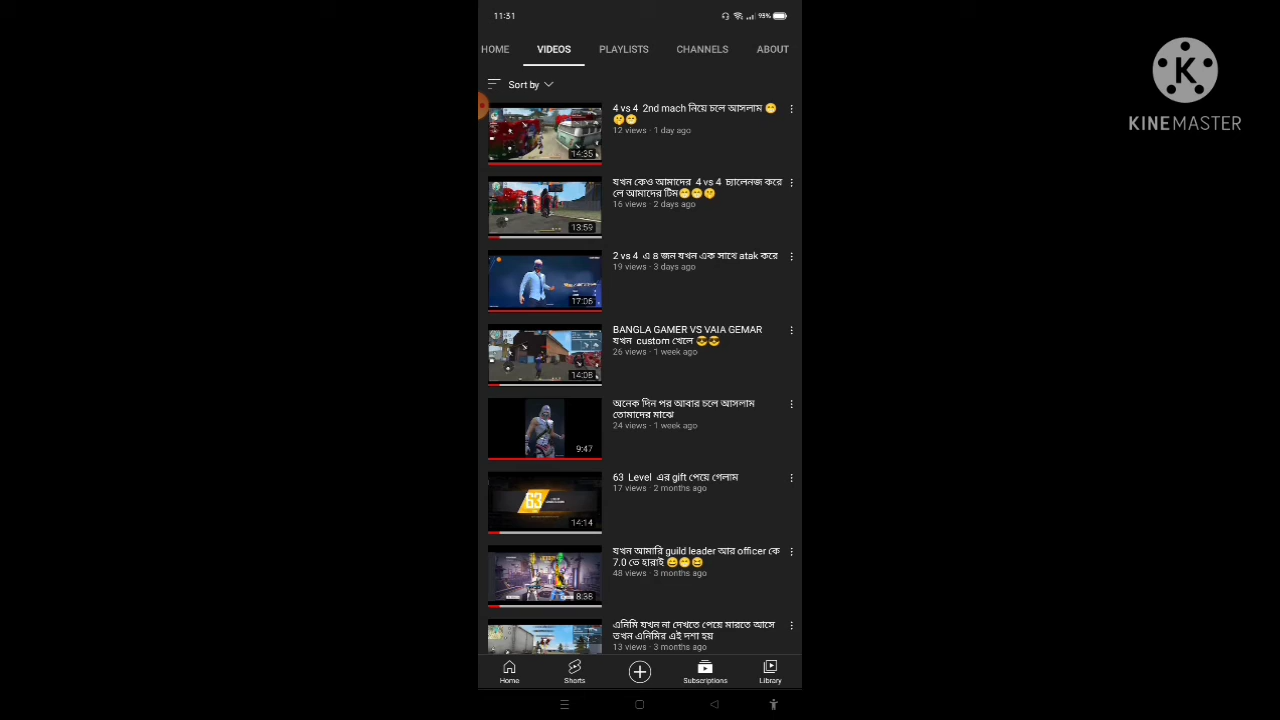 11:31
93%
HOME VIDEOS PLAYLISTS CHANNELS ABOUT
Sort by
4 vs 4 2nd mach নিয়ে চলে আসলাম 😁
🤫😁
12 views · 1 day ago
14:35
যখন কেও আমাদের 4 vs 4 চ্যালেনজ করে
লে আমাদের টিম😁😁🤫
16 views · 2 days ago
13:59
2 vs 4 এ ৪ জন যখন এক সাথে atak করে
19 views · 3 days ago
17:06
BANGLA GAMER VS VAIA GEMAR
যখন custom খেলে 😎😎
26 views · 1 week ago
14:08
অনেক দিন পর আবার চলে আসলাম
তোমাদের মাঝে
24 views · 1 week ago
9:47
63 Level এর gift পেয়ে গেলাম
17 views · 2 months ago
63
14:14
যখন আমারি guild leader আর officer কে
7.0 তে হারাই 😄😁😄
48 views · 3 months ago
8:38
এনিমি যখন না দেখতে পেয়ে মারতে আসে
তখন এনিমির এই দশা হয়
13 views · 3 months ago
Home Shorts Subscriptions Library
K
KINEMASTER